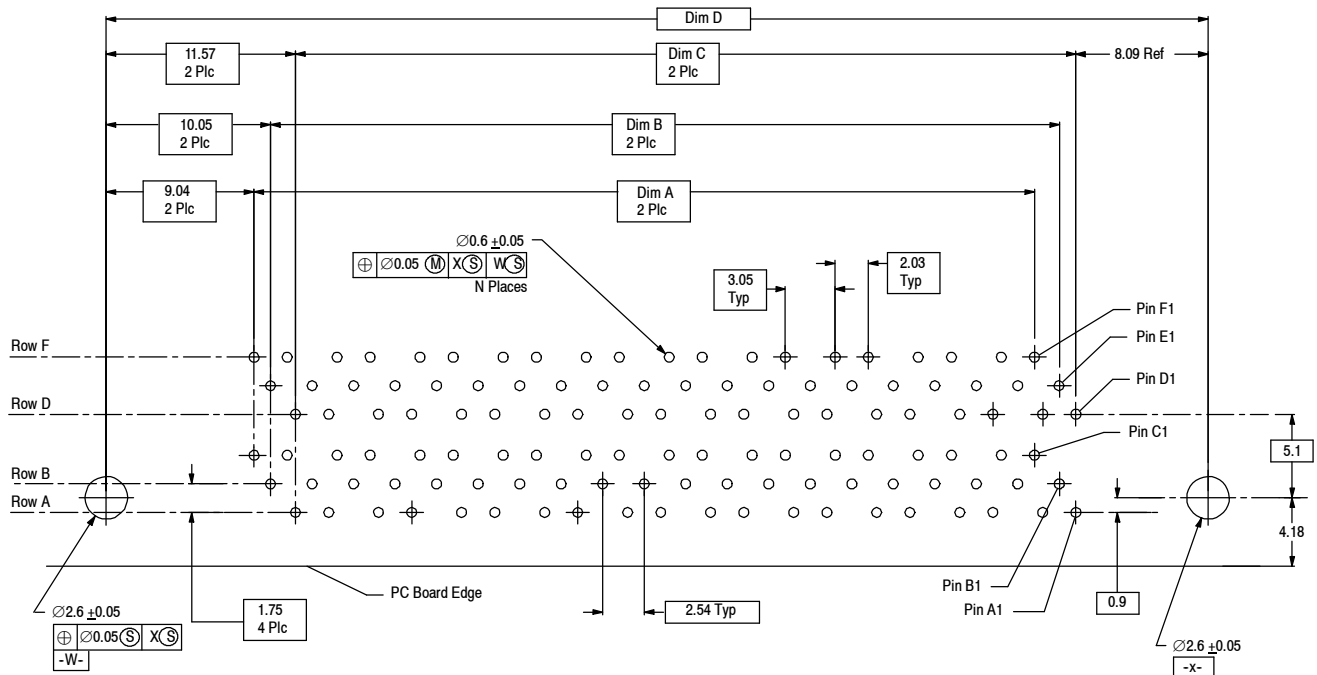 Dim D
11.57
2 Plc
Dim C
2 Plc
8.09 Ref
10.05
2 Plc
Dim B
2 Plc
9.04
2 Plc
Dim A
2 Plc
∅0.6 ±0.05
⌖ ∅0.05 Ⓜ XⓈ WⓈ
N Places
3.05
Typ
2.03
Typ
Pin F1
Row F
Pin E1
Pin D1
Row D
Pin C1
5.1
Row B
Row A
4.18
PC Board Edge
Pin B1
Pin A1
0.9
1.75
4 Plc
2.54 Typ
∅2.6 ±0.05
⌖ ∅0.05Ⓢ XⓈ
-W-
∅2.6 ±0.05
-x-